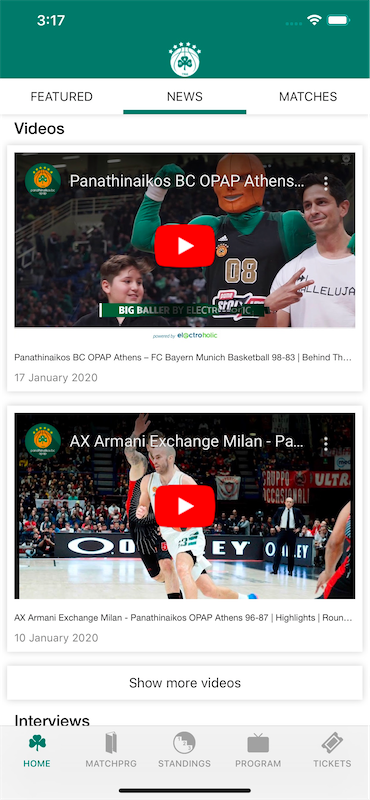 3:17
FEATURED
NEWS
MATCHES
Videos
Panathinaikos BC OPAP Athens...
08
ELLELUJA
BIG BALLER BY ELECTROHOLIC
powered by electroholic
Panathinaikos BC OPAP Athens – FC Bayern Munich Basketball 98-83 | Behind Th...
17 January 2020
AX Armani Exchange Milan - Pa...
GRUPPO
OCCASIONAL
AX Armani Exchange Milan - Panathinaikos OPAP Athens 96-87 | Highlights | Roun...
10 January 2020
Show more videos
Interviews
HOME
MATCHPRG
STANDINGS
PROGRAM
TICKETS